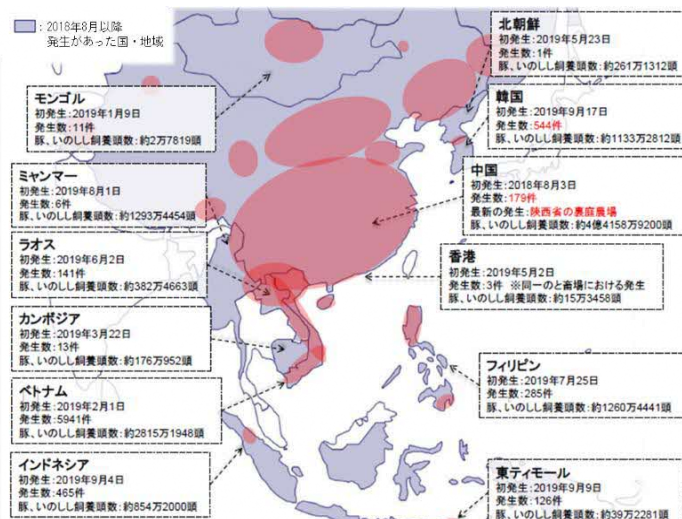 :2018年8月以降
発生があった国・地域
北朝鮮
初発生:2019年5月23日
発生数:1件
豚、いのしし飼養頭数:約261万1312頭
モンゴル
初発生:2019年1月9日
発生数:11件
豚、いのしし飼養頭数:約2万7819頭
韓国
初発生:2019年9月17日
発生数:544件
豚、いのしし飼養頭数:約1133万2812頭
ミャンマー
初発生:2019年8月1日
発生数:6件
豚、いのしし飼養頭数:約1293万4454頭
中国
初発生:2018年8月3日
発生数:179件
最新の発生:陝西省の裏庭農場
豚、いのしし飼養頭数:約4億4158万9200頭
ラオス
初発生:2019年6月2日
発生数:141件
豚、いのしし飼養頭数:約382万4663頭
香港
初発生:2019年5月2日
発生数:3件 ※同一のと畜場における発生
豚、いのしし飼養頭数:約15万3458頭
カンボジア
初発生:2019年3月22日
発生数:13件
豚、いのしし飼養頭数:約176万952頭
フィリピン
初発生:2019年7月25日
発生数:285件
豚、いのしし飼養頭数:約1260万4441頭
ベトナム
初発生:2019年2月1日
発生数:5941件
豚、いのしし飼養頭数:約2815万1948頭
インドネシア
初発生:2019年9月4日
発生数:465件
豚、いのしし飼養頭数:約854万2000頭
東ティモール
初発生:2019年9月9日
発生数:126件
豚、いのしし飼養頭数:約39万2281頭